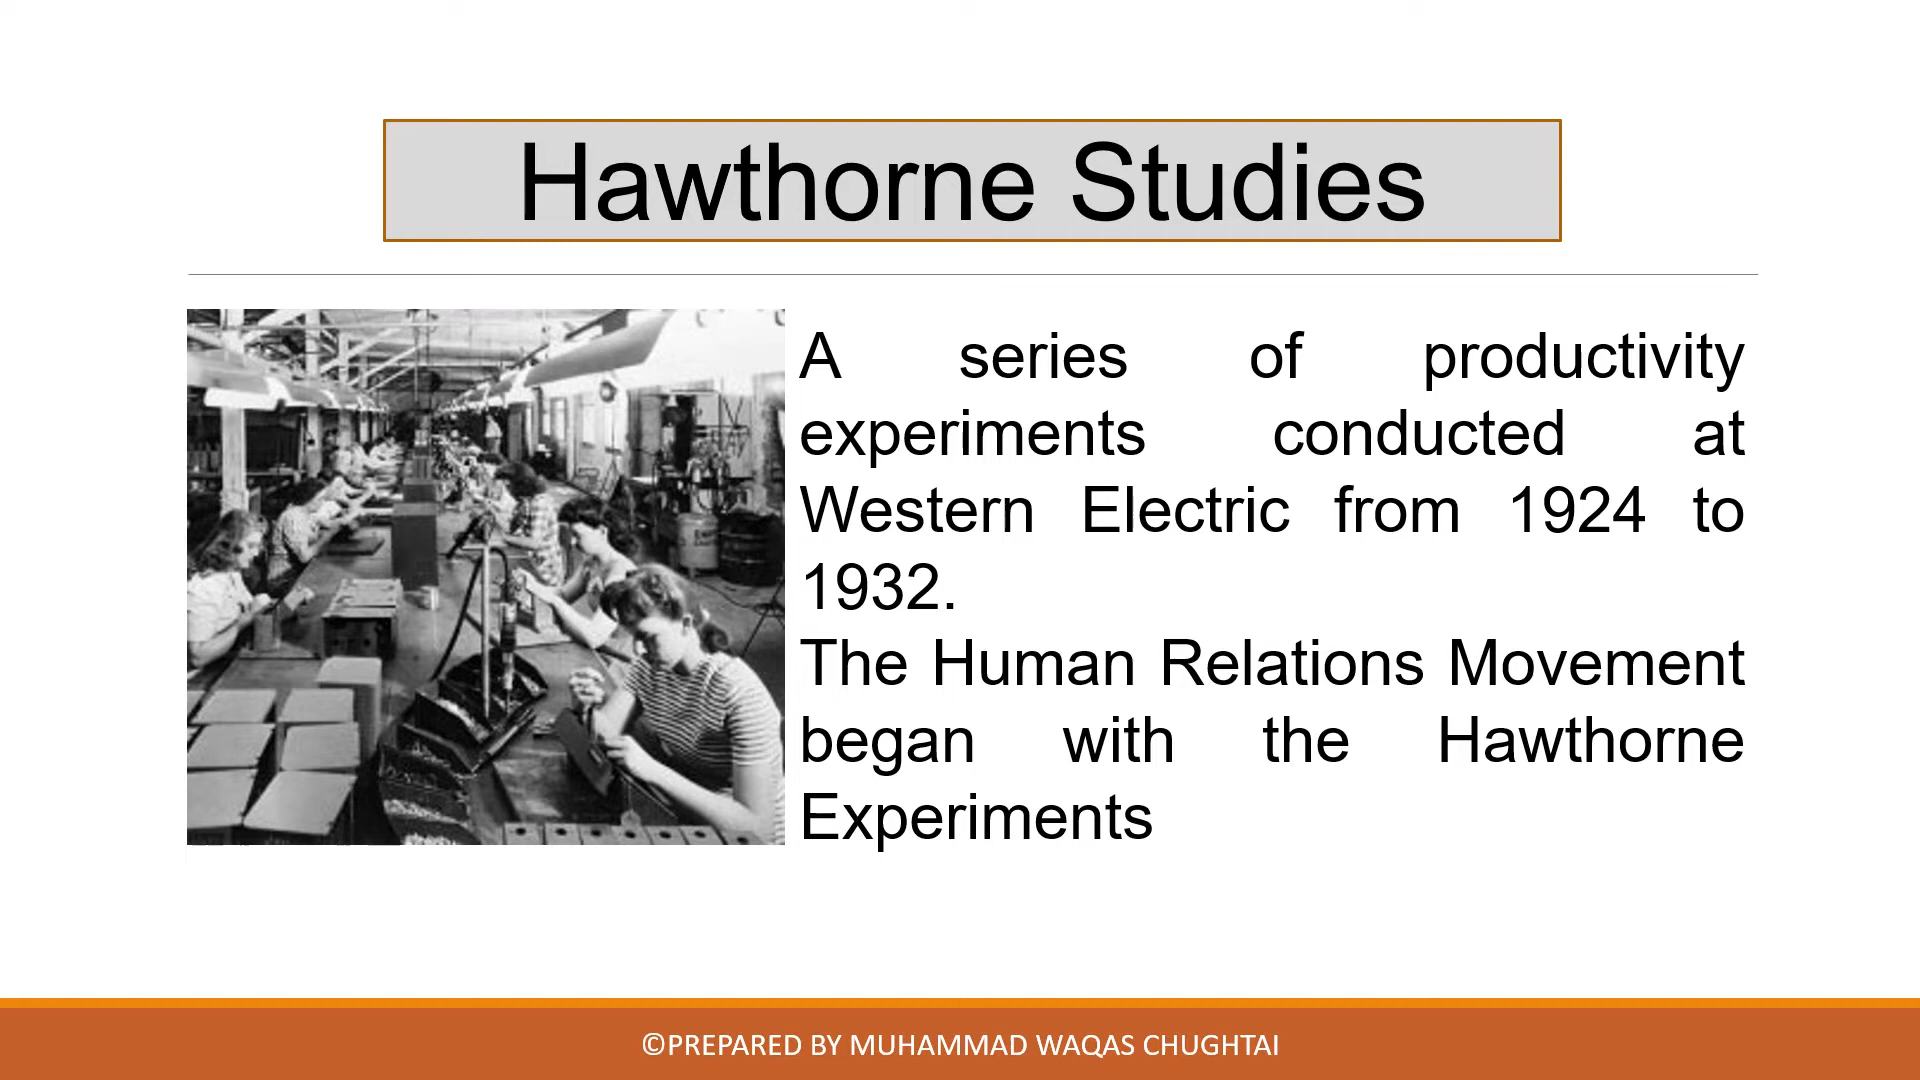 Hawthorne Studies
A series of productivity
experiments conducted at
Western Electric from 1924 to
1932.
The Human Relations Movement
began with the Hawthorne
Experiments
©PREPARED BY MUHAMMAD WAQAS CHUGHTAI